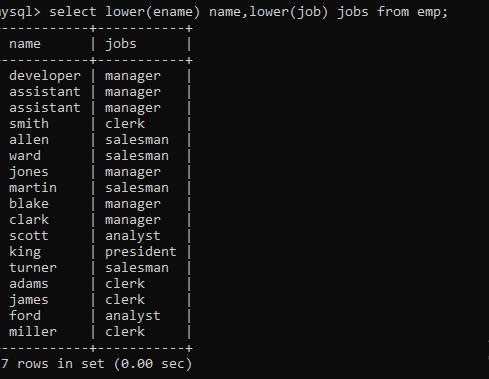 mysql> select lower(ename) name,lower(job) jobs from emp;
-----------+-----------+
name | jobs |
-----------+-----------+
developer | manager |
assistant | manager |
assistant | manager |
smith | clerk |
allen | salesman |
ward | salesman |
jones | manager |
martin | salesman |
blake | manager |
clark | manager |
scott | analyst |
king | president |
turner | salesman |
adams | clerk |
james | clerk |
ford | analyst |
miller | clerk |
-----------+-----------+
7 rows in set (0.00 sec)